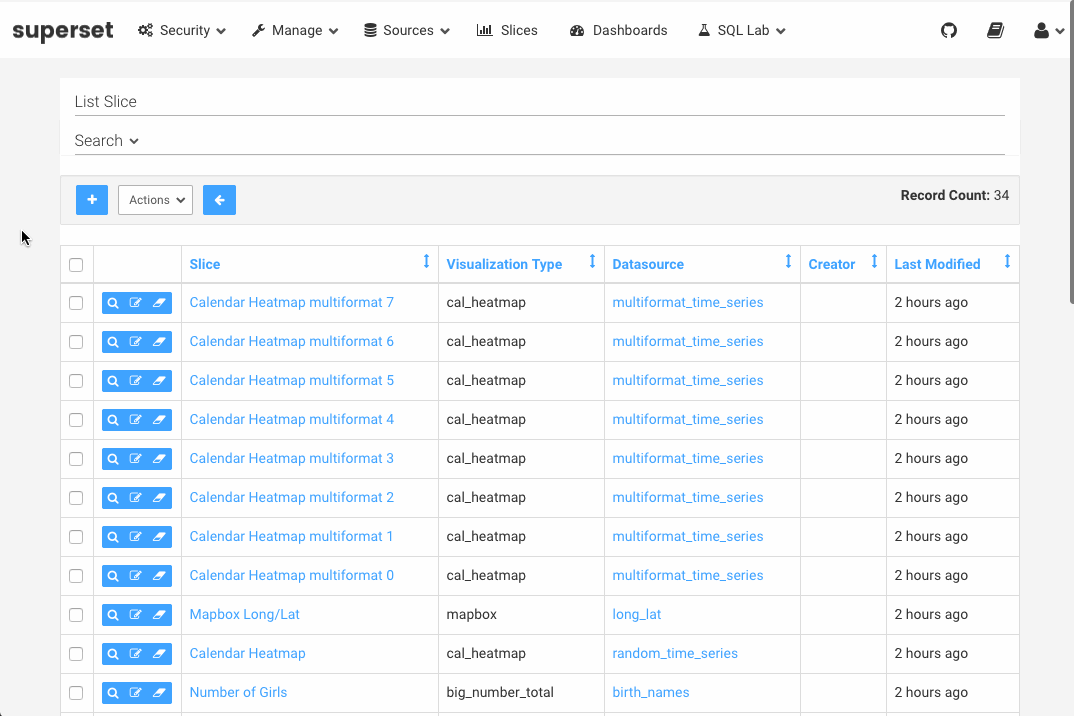 superset Security Manage Sources Slices Dashboards SQL Lab
List Slice
Search
+ Actions Record Count: 34
Slice Visualization Type Datasource Creator Last Modified
Calendar Heatmap multiformat 7 cal_heatmap multiformat_time_series 2 hours ago
Calendar Heatmap multiformat 6 cal_heatmap multiformat_time_series 2 hours ago
Calendar Heatmap multiformat 5 cal_heatmap multiformat_time_series 2 hours ago
Calendar Heatmap multiformat 4 cal_heatmap multiformat_time_series 2 hours ago
Calendar Heatmap multiformat 3 cal_heatmap multiformat_time_series 2 hours ago
Calendar Heatmap multiformat 2 cal_heatmap multiformat_time_series 2 hours ago
Calendar Heatmap multiformat 1 cal_heatmap multiformat_time_series 2 hours ago
Calendar Heatmap multiformat 0 cal_heatmap multiformat_time_series 2 hours ago
Mapbox Long/Lat mapbox long_lat 2 hours ago
Calendar Heatmap cal_heatmap random_time_series 2 hours ago
Number of Girls big_number_total birth_names 2 hours ago